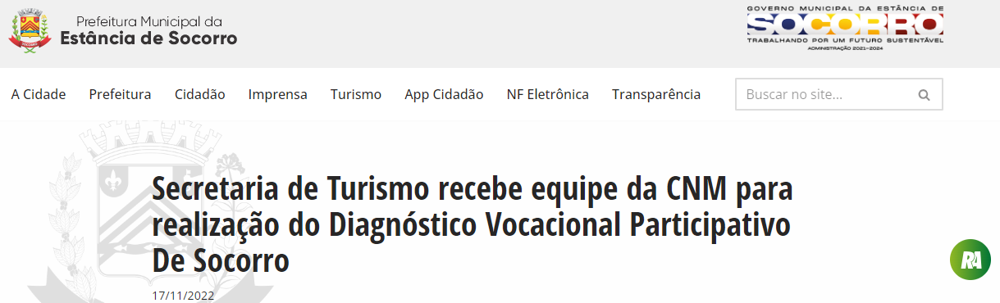 Prefeitura Municipal da
Estância de Socorro
SOCORRO
GOVERNO MUNICIPAL DA ESTÂNCIA DE
SOCORRO
TRABALHANDO POR UM FUTURO SUSTENTÁVEL
ADMINISTRAÇÃO 2021-2024
A Cidade Prefeitura Cidadão Imprensa Turismo App Cidadão NF Eletrônica Transparência Buscar no site...
Secretaria de Turismo recebe equipe da CNM para
realização do Diagnóstico Vocacional Participativo
De Socorro
17/11/2022
RA